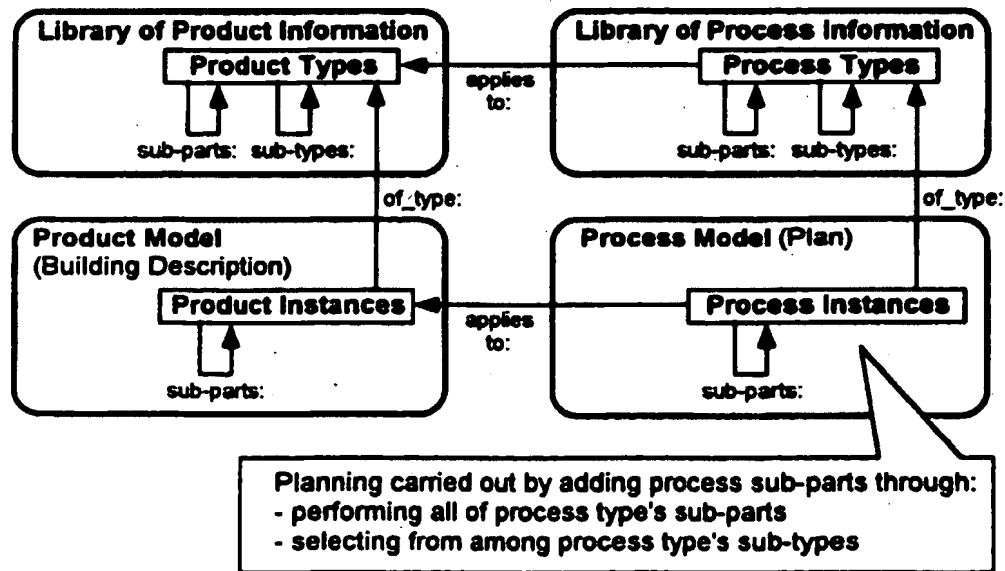 Library of Product Information
Product Types
sub-parts: sub-types:
applies
to:
Library of Process Information
Process Types
sub-parts: sub-types:
of_type:
of_type:
Product Model
(Building Description)
Product Instances
sub-parts:
applies
to:
Process Model (Plan)
Process Instances
sub-parts:
Planning carried out by adding process sub-parts through:
- performing all of process type's sub-parts
- selecting from among process type's sub-types